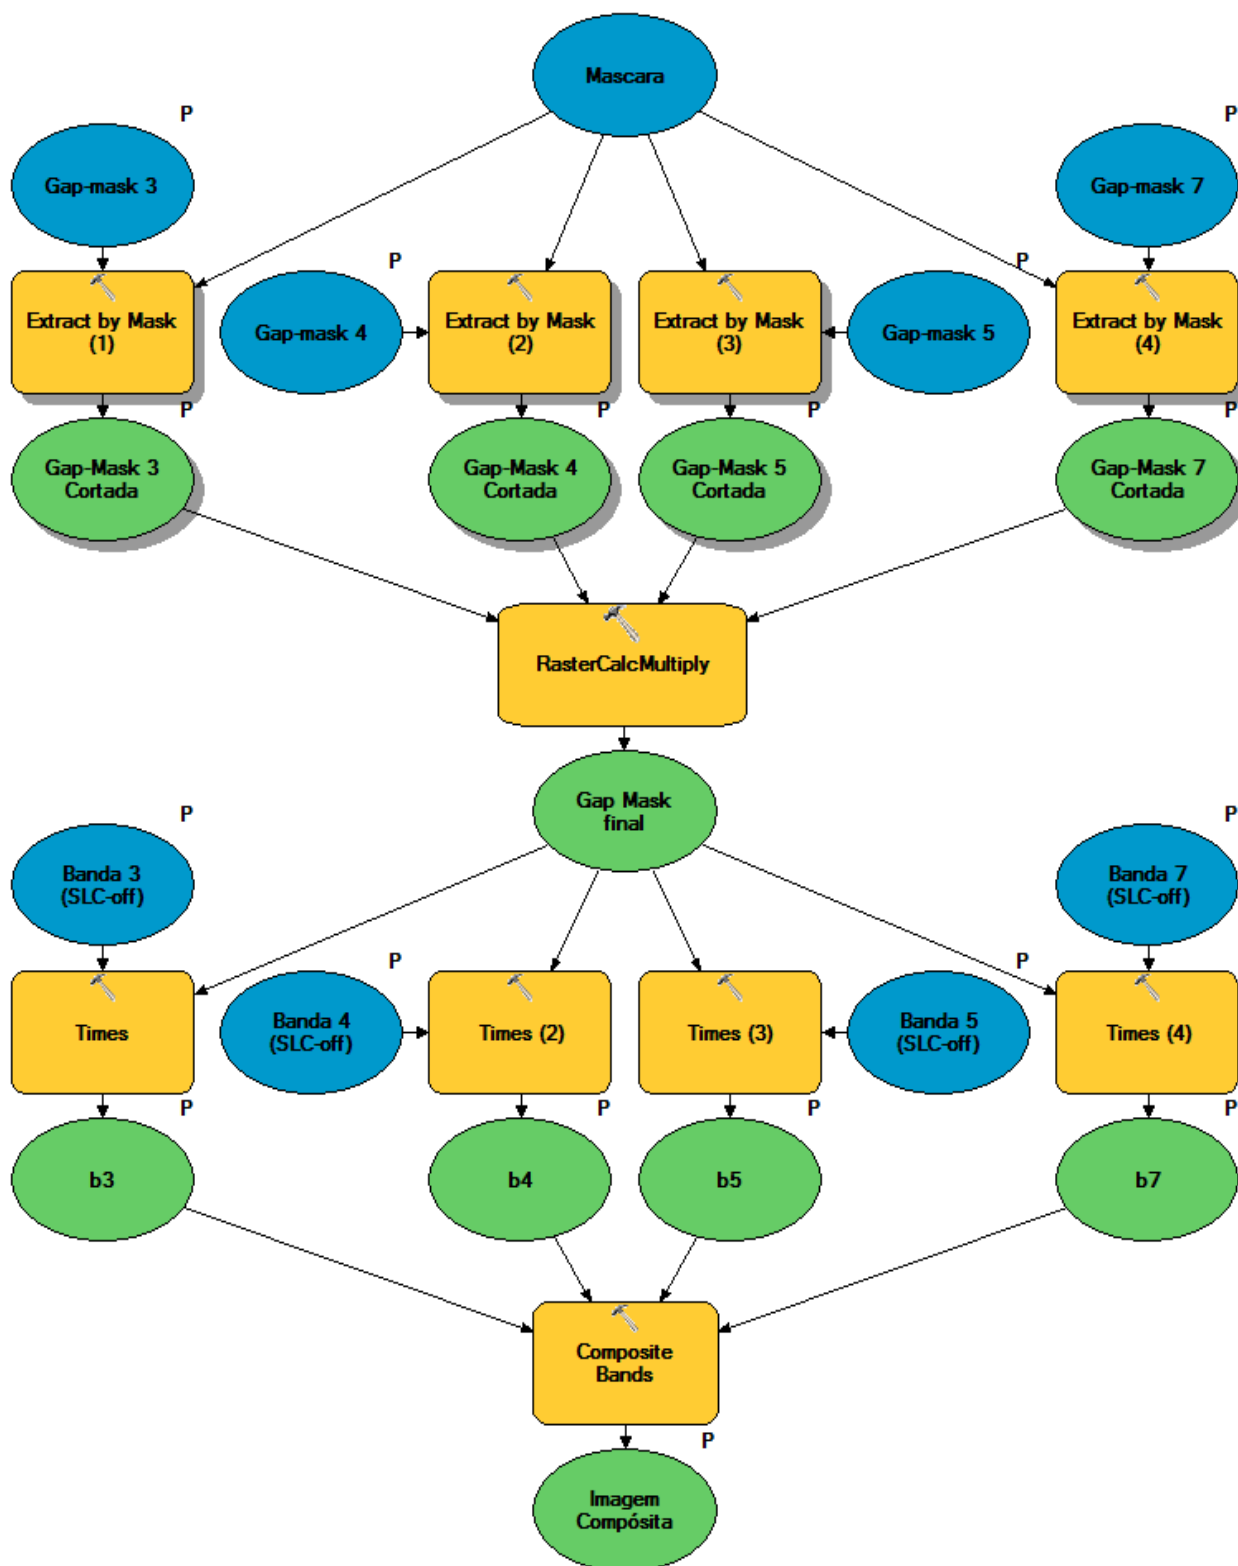 Mascara
P
P
Gap-mask 3
Gap-mask 7
P
P
Extract by Mask
(1)
Gap-mask 4
Extract by Mask
(2)
Extract by Mask
(3)
Gap-mask 5
Extract by Mask
(4)
P
P
P
P
Gap-Mask 3
Cortada
Gap-Mask 4
Cortada
Gap-Mask 5
Cortada
Gap-Mask 7
Cortada
RasterCalcMultiply
Gap Mask
final
P
P
Banda 3
(SLC-off)
Banda 7
(SLC-off)
P
P
Times
Banda 4
(SLC-off)
Times (2)
Times (3)
Banda 5
(SLC-off)
Times (4)
P
P
P
P
b3
b4
b5
b7
Composite
Bands
P
Imagem
Compósita